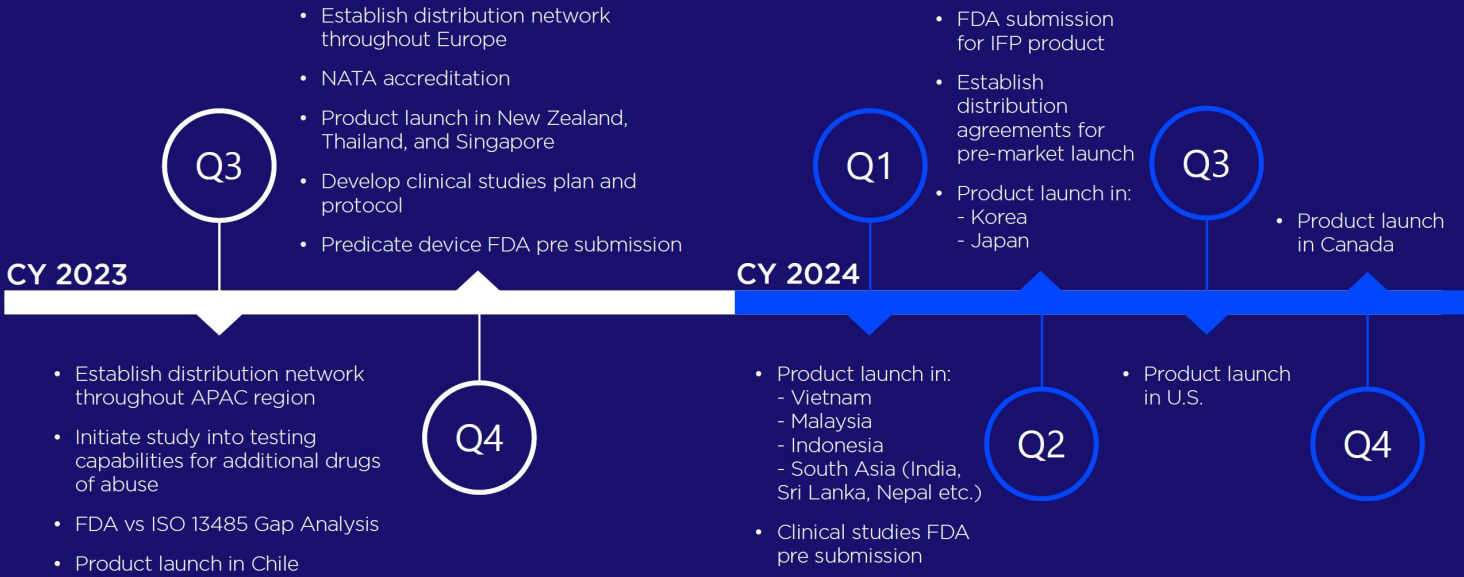 CY 2023
Q3
• Establish distribution network
throughout APAC region
• Initiate study into testing
capabilities for additional drugs
of abuse
• FDA vs ISO 13485 Gap Analysis
• Product launch in Chile
Q4
• Establish distribution network
throughout Europe
• NATA accreditation
• Product launch in New Zealand,
Thailand, and Singapore
• Develop clinical studies plan and
protocol
• Predicate device FDA pre submission
CY 2024
Q1
• Product launch in:
- Vietnam
- Malaysia
- Indonesia
- South Asia (India,
Sri Lanka, Nepal etc.)
• Clinical studies FDA
pre submission
Q2
• FDA submission
for IFP product
• Establish
distribution
agreements for
pre-market launch
• Product launch in:
- Korea
- Japan
Q3
• Product launch
in U.S.
Q4
• Product launch
in Canada